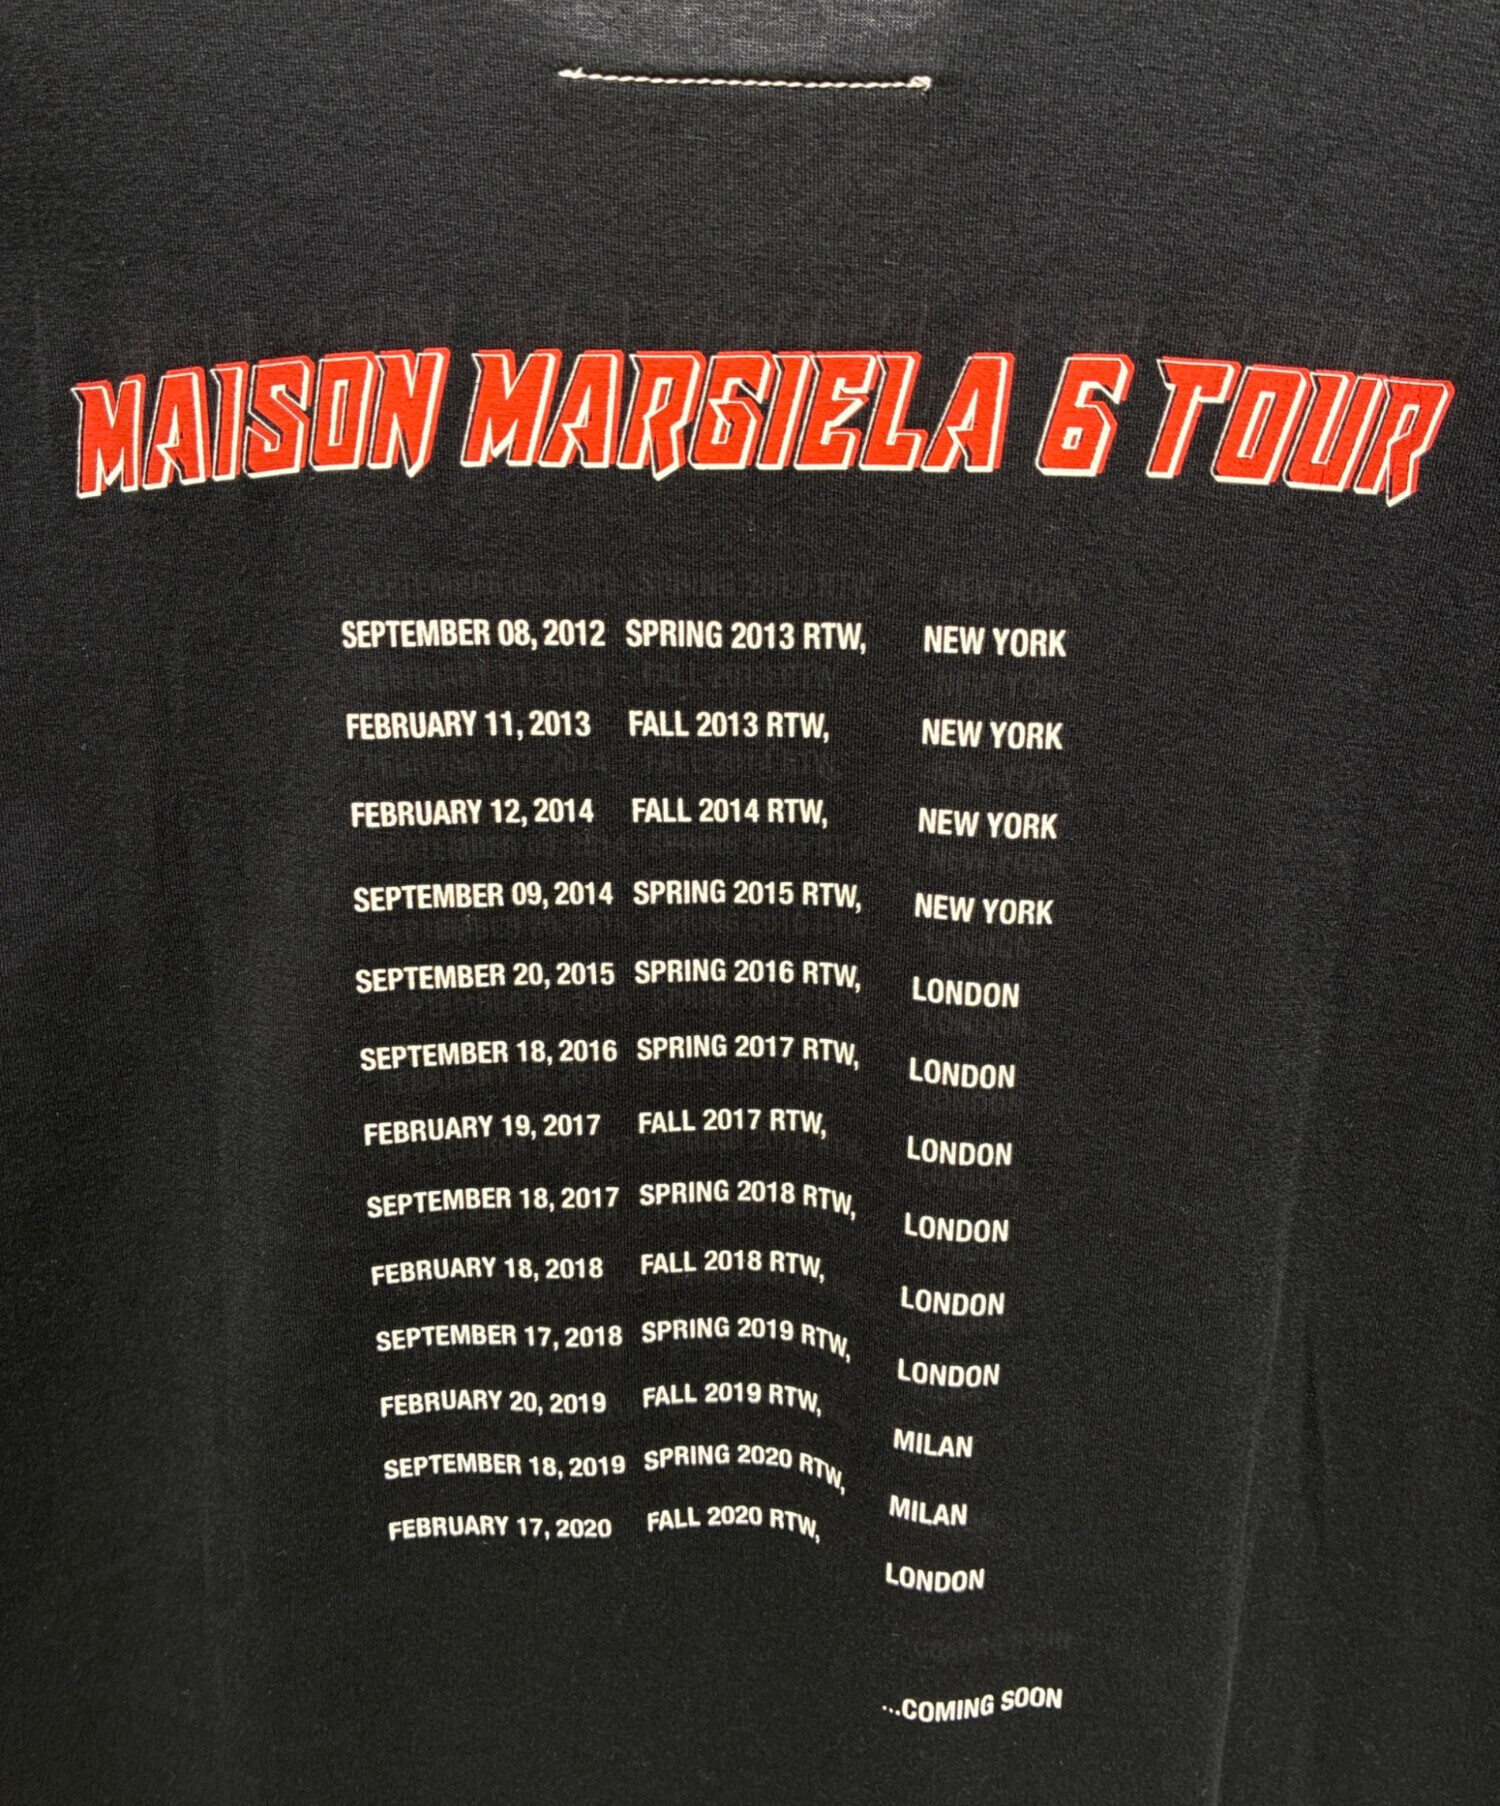 MAISON MARGIELA 6 TOUR
SEPTEMBER 08, 2012 SPRING 2013 RTW, NEW YORK
FEBRUARY 11, 2013 FALL 2013 RTW, NEW YORK
FEBRUARY 12, 2014 FALL 2014 RTW, NEW YORK
SEPTEMBER 09, 2014 SPRING 2015 RTW, NEW YORK
SEPTEMBER 20, 2015 SPRING 2016 RTW, LONDON
SEPTEMBER 18, 2016 SPRING 2017 RTW, LONDON
FEBRUARY 19, 2017 FALL 2017 RTW, LONDON
SEPTEMBER 18, 2017 SPRING 2018 RTW, LONDON
FEBRUARY 18, 2018 FALL 2018 RTW, LONDON
SEPTEMBER 17, 2018 SPRING 2019 RTW, LONDON
FEBRUARY 20, 2019 FALL 2019 RTW, MILAN
SEPTEMBER 18, 2019 SPRING 2020 RTW, MILAN
FEBRUARY 17, 2020 FALL 2020 RTW, LONDON
...COMING SOON